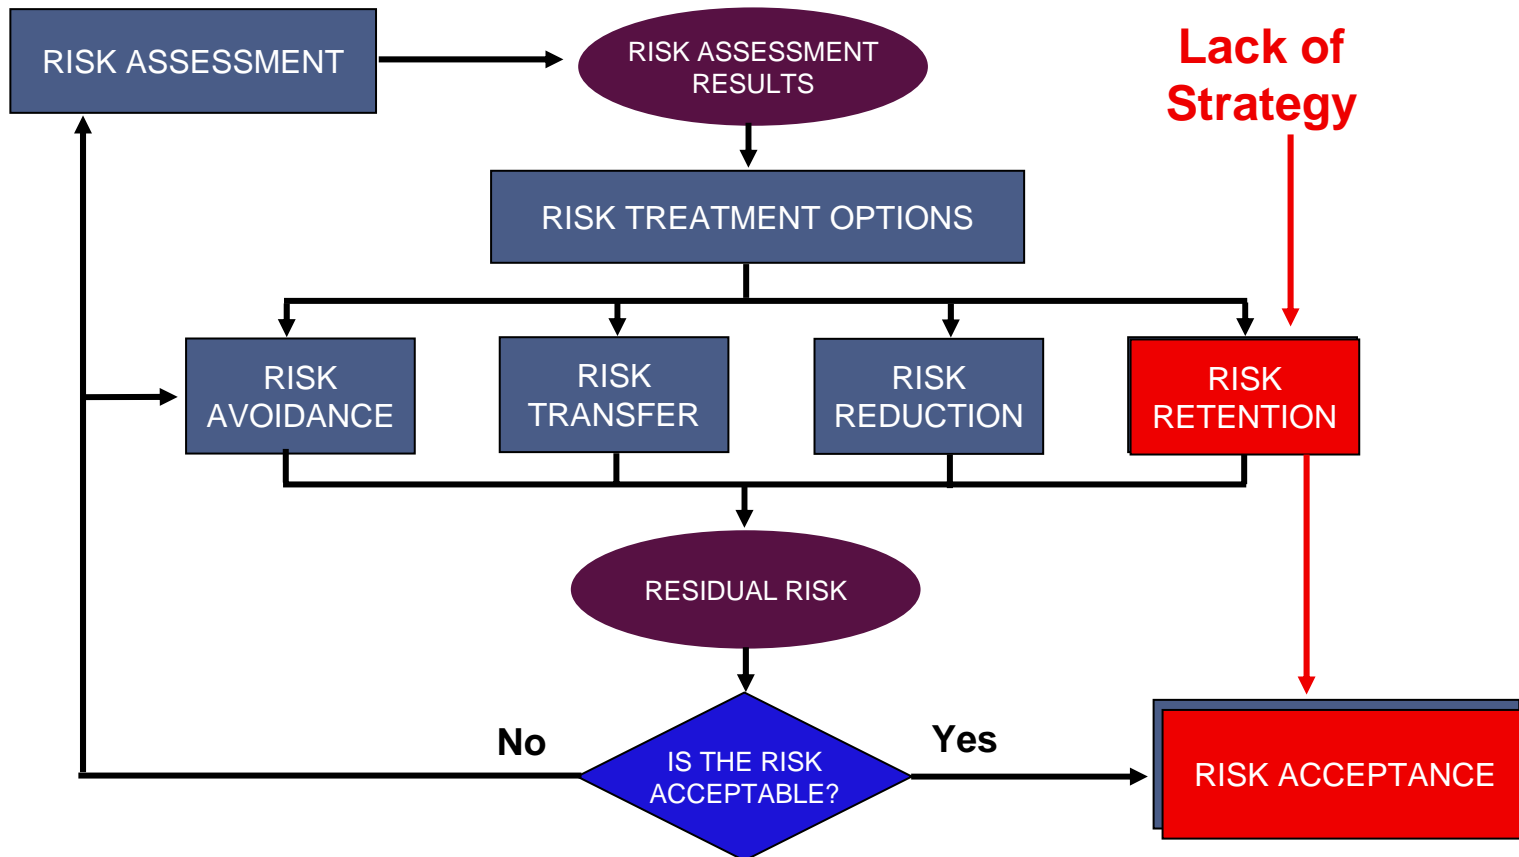 RISK ASSESSMENT
RISK ASSESSMENT
RESULTS
Lack of
Strategy
RISK TREATMENT OPTIONS
RISK
AVOIDANCE
RISK
TRANSFER
RISK
REDUCTION
RISK
RETENTION
RESIDUAL RISK
No
IS THE RISK
ACCEPTABLE?
Yes
RISK ACCEPTANCE